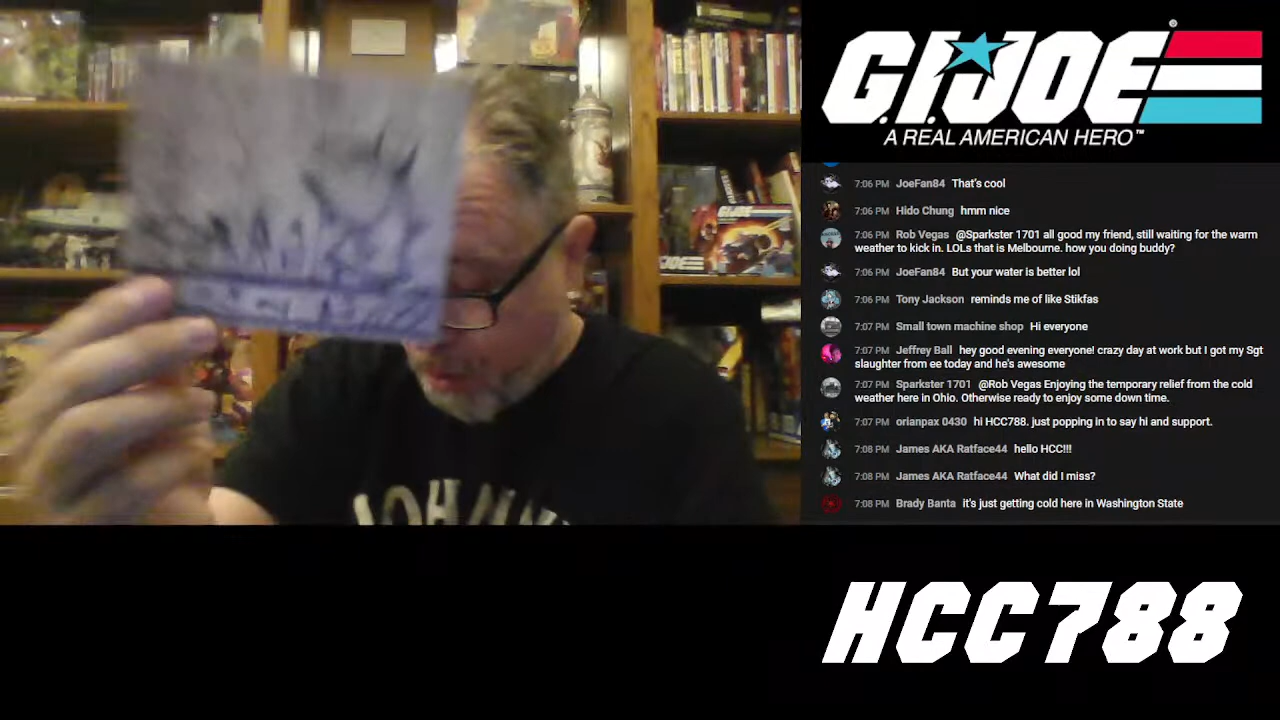 G.I. JOE
A REAL AMERICAN HERO™
7:06 PM JoeFan84 That's cool
7:06 PM Hido Chung hmm nice
7:06 PM Rob Vegas @Sparkster 1701 all good my friend, still waiting for the warm
weather to kick in. LOLs that is Melbourne. how you doing buddy?
7:06 PM JoeFan84 But your water is better lol
7:06 PM Tony Jackson reminds me of like Stikfas
7:07 PM Small town machine shop Hi everyone
7:07 PM Jeffrey Ball hey good evening everyone! crazy day at work but I got my Sgt
slaughter from ee today and he's awesome
7:07 PM Sparkster 1701 @Rob Vegas Enjoying the temporary relief from the cold
weather here in Ohio. Otherwise ready to enjoy some down time.
7:07 PM orianpax 0430 hi HCC788. just popping in to say hi and support.
7:08 PM James AKA Ratface44 hello HCC!!!
7:08 PM James AKA Ratface44 What did I miss?
7:08 PM Brady Banta it's just getting cold here in Washington State
HCC788